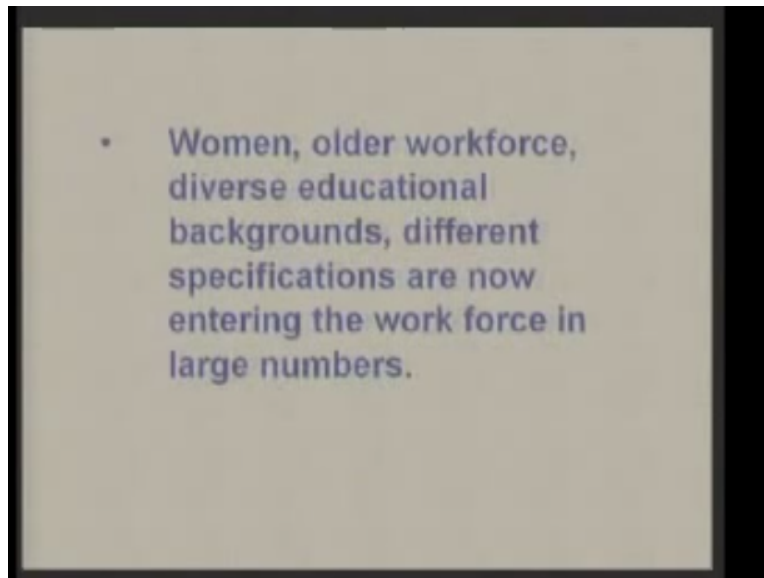 • Women, older workforce,
diverse educational
backgrounds, different
specifications are now
entering the work force in
large numbers.